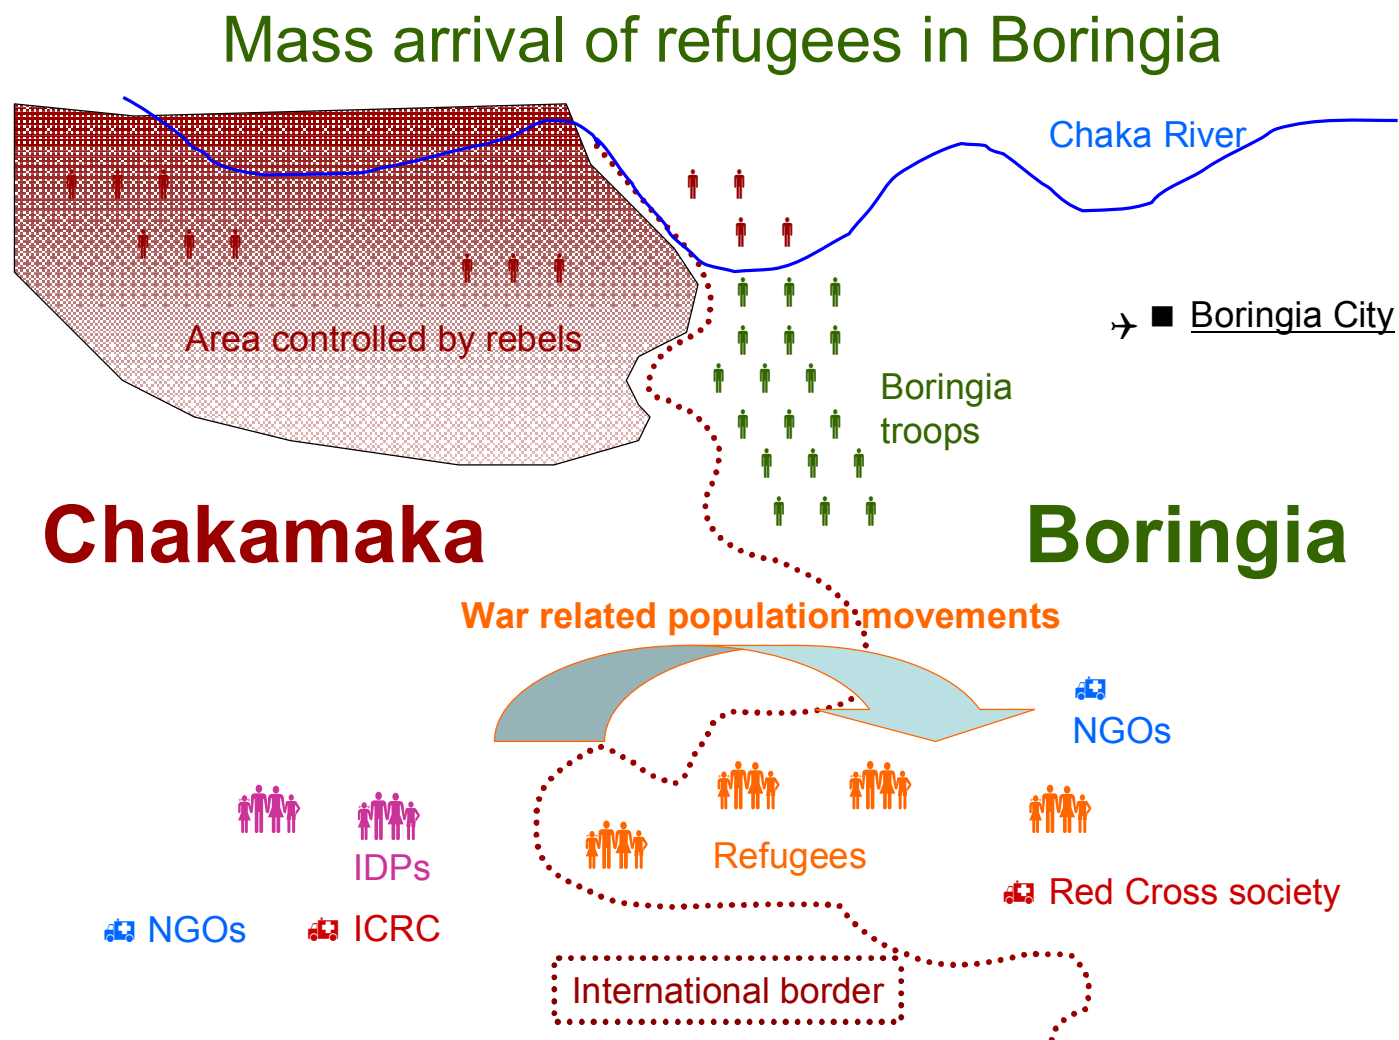 Mass arrival of refugees in Boringia
Chaka River
Boringia City
Area controlled by rebels
Boringia
troops
Chakamaka
Boringia
War related population movements
NGOs
IDPs
Refugees
Red Cross society
NGOs
ICRC
International border